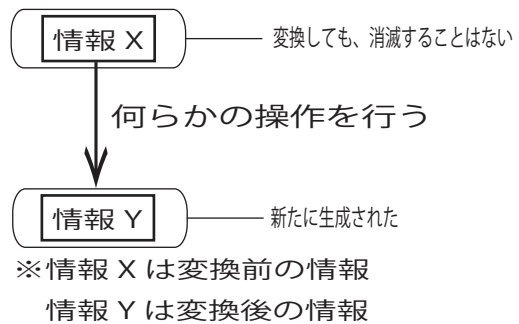 情報 X
変換しても、消滅することはない
何らかの操作を行う
情報 Y
新たに生成された
※情報 X は変換前の情報
情報 Y は変換後の情報